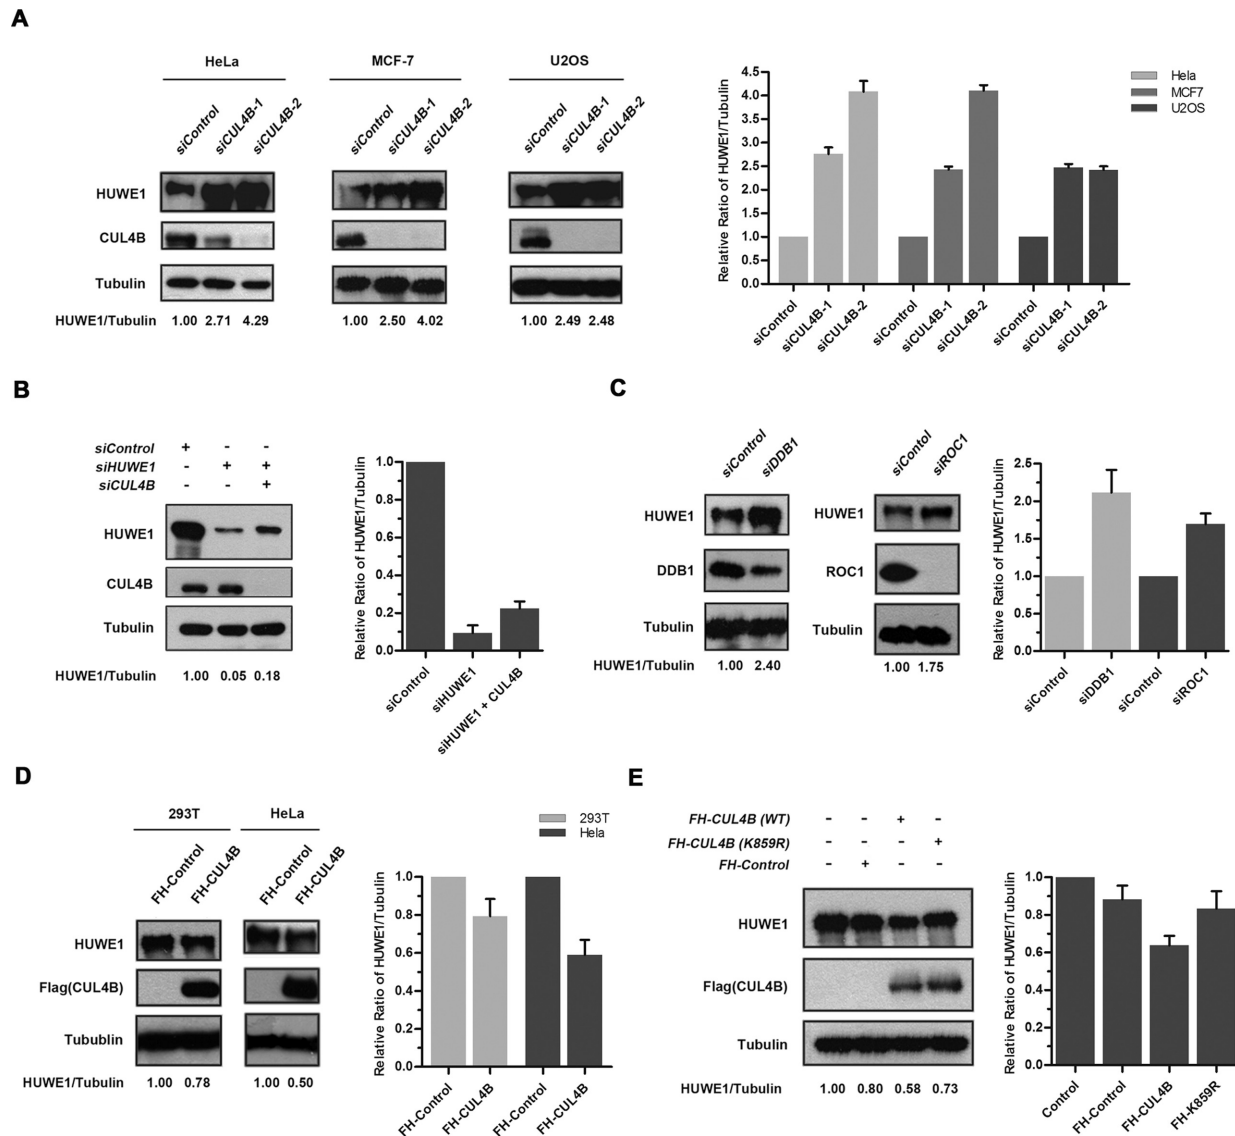 A
HeLa
MCF-7
U2OS
siControl
siCUL4B-1
siCUL4B-2
siControl
siCUL4B-1
siCUL4B-2
siControl
siCUL4B-1
siCUL4B-2
HUWE1
CUL4B
Tubulin
HUWE1/Tubulin 1.00 2.71 4.29 1.00 2.50 4.02 1.00 2.49 2.48
Relative Ratio of HUWE1/Tubulin
4.5
4.0
3.5
3.0
2.5
2.0
1.5
1.0
0.5
0.0
siControl
siCUL4B-1
siCUL4B-2
siControl
siCUL4B-1
siCUL4B-2
siControl
siCUL4B-1
siCUL4B-2
Hela
MCF7
U2OS
B
siControl + - -
siHUWE1 - + +
siCUL4B - - +
HUWE1
CUL4B
Tubulin
HUWE1/Tubulin 1.00 0.05 0.18
Relative Ratio of HUWE1/Tubulin
1.0
0.8
0.6
0.4
0.2
0.0
siControl
siHUWE1
siHUWE1 + CUL4B
C
siControl
siDDB1
HUWE1
DDB1
Tubulin
HUWE1/Tubulin 1.00 2.40
siContol
siROC1
HUWE1
ROC1
Tubulin
1.00 1.75
Relative Ratio of HUWE1/Tubulin
2.5
2.0
1.5
1.0
0.5
0.0
siControl
siDDB1
siControl
siROC1
D
293T
HeLa
FH-Control
FH-CUL4B
FH-Control
FH-CUL4B
HUWE1
Flag(CUL4B)
Tubublin
HUWE1/Tubulin 1.00 0.78 1.00 0.50
293T
Hela
Relative Ratio of HUWE1/Tubulin
1.0
0.8
0.6
0.4
0.2
0.0
FH-Control
FH-CUL4B
FH-Control
FH-CUL4B
E
FH-CUL4B (WT) - - + -
FH-CUL4B (K859R) - - - +
FH-Control - + - -
HUWE1
Flag(CUL4B)
Tubulin
HUWE1/Tubulin 1.00 0.80 0.58 0.73
Relative Ratio of HUWE1/Tubulin
1.0
0.8
0.6
0.4
0.2
0.0
Control
FH-Control
FH-CUL4B
FH-K859R